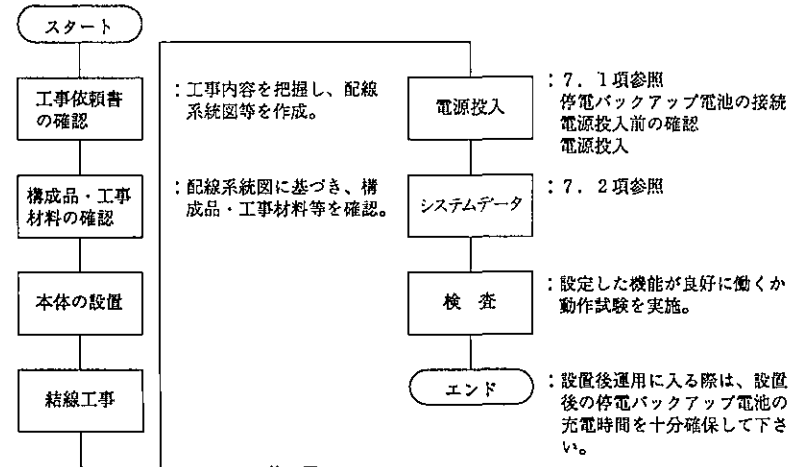 スタート
工事依頼書
の確認
：工事内容を把握し、配線
系統図等を作成。
構成品・工事
材料の確認
：配線系統図に基づき、構
成品・工事材料等を確認。
本体の設置
結線工事
電源投入
：７．１項参照
停電バックアップ電池の接続
電源投入前の確認
電源投入
システムデータ
：７．２項参照
検　査
：設定した機能が良好に働くか
動作試験を実施。
エンド
：設置後運用に入る際は、設置
後の停電バックアップ電池の
充電時間を十分確保して下さ
い。